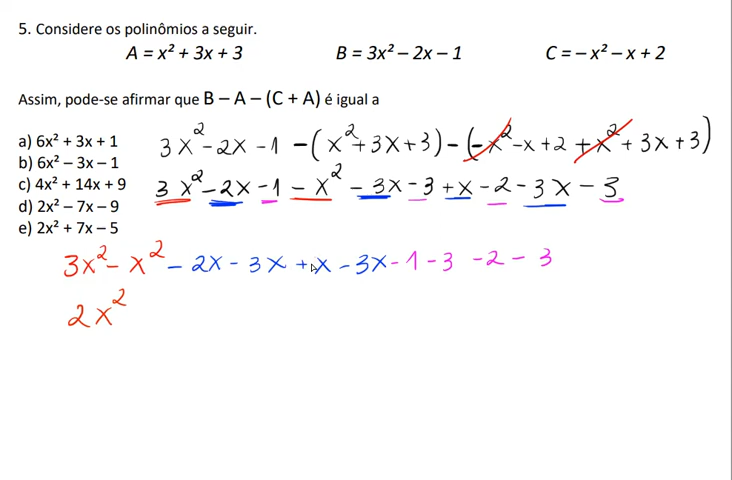 5. Considere os polinômios a seguir.
A = x² + 3x + 3 B = 3x² – 2x – 1 C = – x² – x + 2
Assim, pode-se afirmar que B – A – (C + A) é igual a
a) 6x² + 3x + 1
b) 6x² – 3x – 1
c) 4x² + 14x + 9
d) 2x² – 7x – 9
e) 2x² + 7x – 5
3x² - 2x - 1 - (x² + 3x + 3) - (-x² - x + 2 + x² + 3x + 3)
3x² - 2x - 1 - x² - 3x - 3 + x - 2 - 3x - 3
3x² - x² - 2x - 3x + x - 3x - 1 - 3 - 2 - 3
2x²